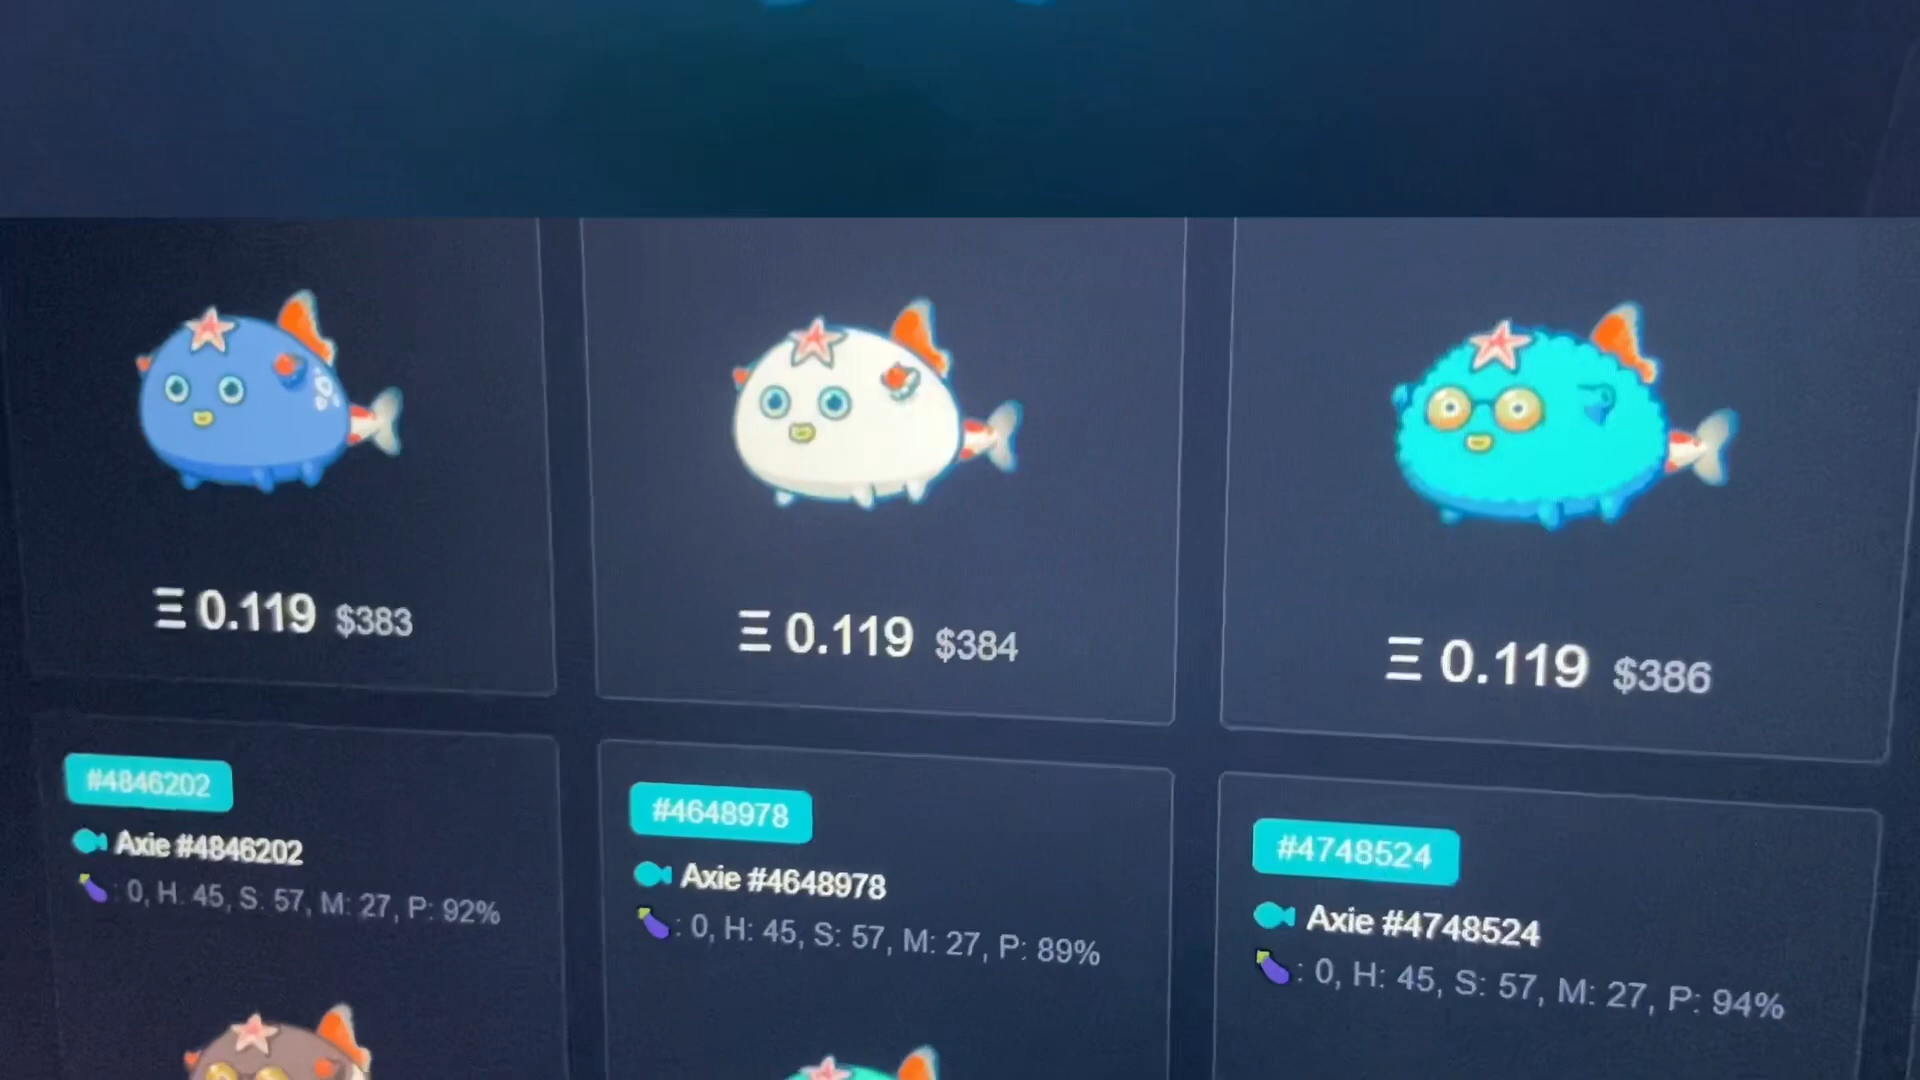 Ξ 0.119 $383
Ξ 0.119 $384
Ξ 0.119 $386
#4846202
Axie #4846202
: 0, H: 45, S: 57, M: 27, P: 92%
#4648978
Axie #4648978
: 0, H: 45, S: 57, M: 27, P: 89%
#4748524
Axie #4748524
: 0, H: 45, S: 57, M: 27, P: 94%